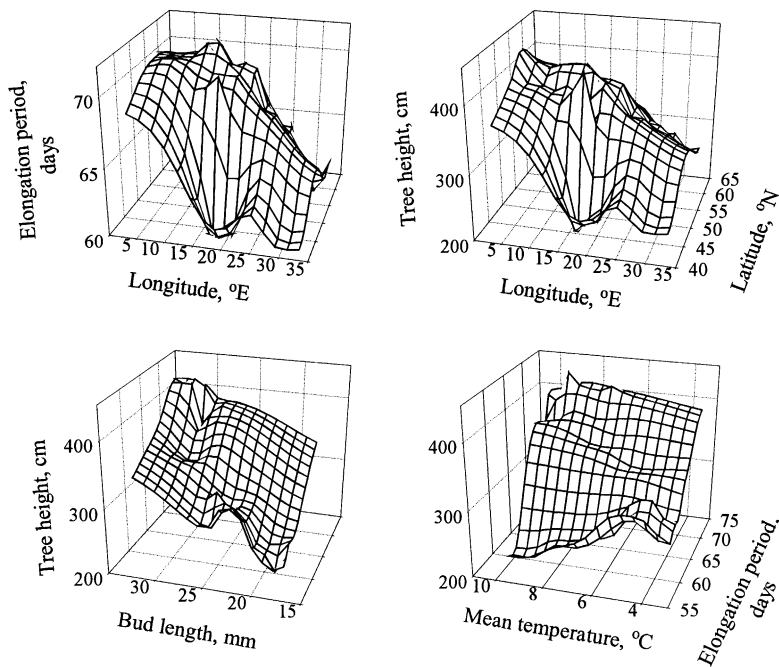 Elongation period,
days
70
65
60
5 10 15 20 25 30 35
Longitude, °E
Tree height, cm
400
300
200
5 10 15 20 25 30 35
Longitude, °E
65
60
55
50
45
40
Latitude, °N
Tree height, cm
400
300
200
30 25 20 15
Bud length, mm
400
300
200
10 8 6 4
Mean temperature, °C
75
70
65
60
55
Elongation period,
days